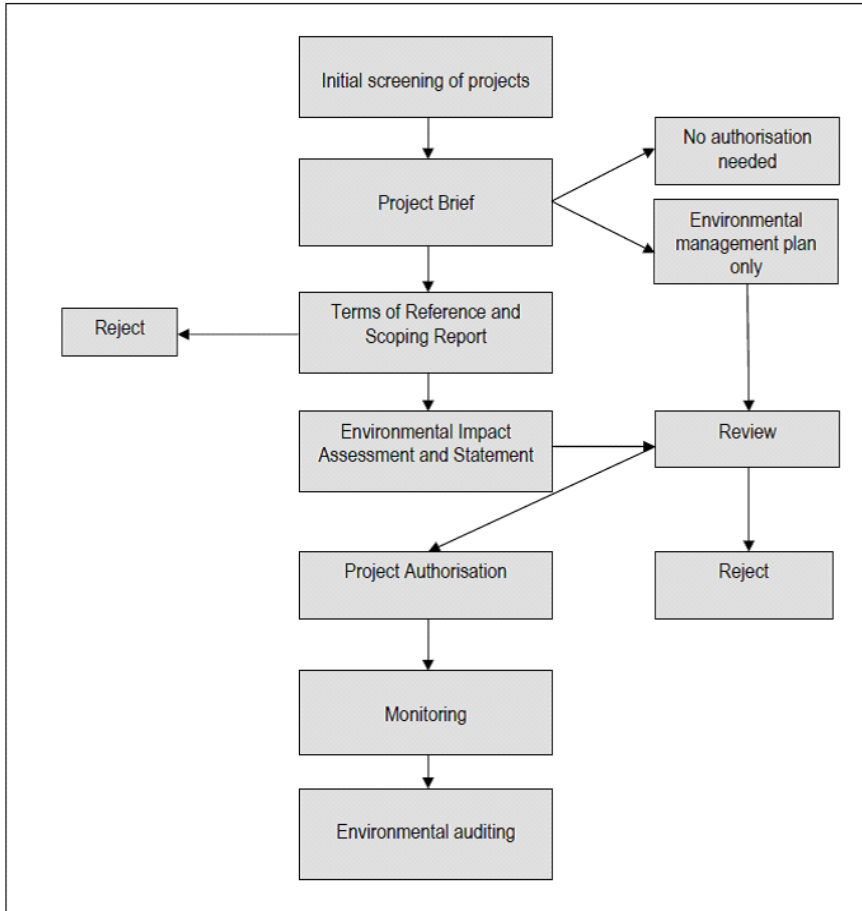 Initial screening of projects
No authorisation
needed
Project Brief
Environmental
management plan
only
Terms of Reference and
Scoping Report
Reject
Environmental Impact
Assessment and Statement
Review
Project Authorisation
Reject
Monitoring
Environmental auditing